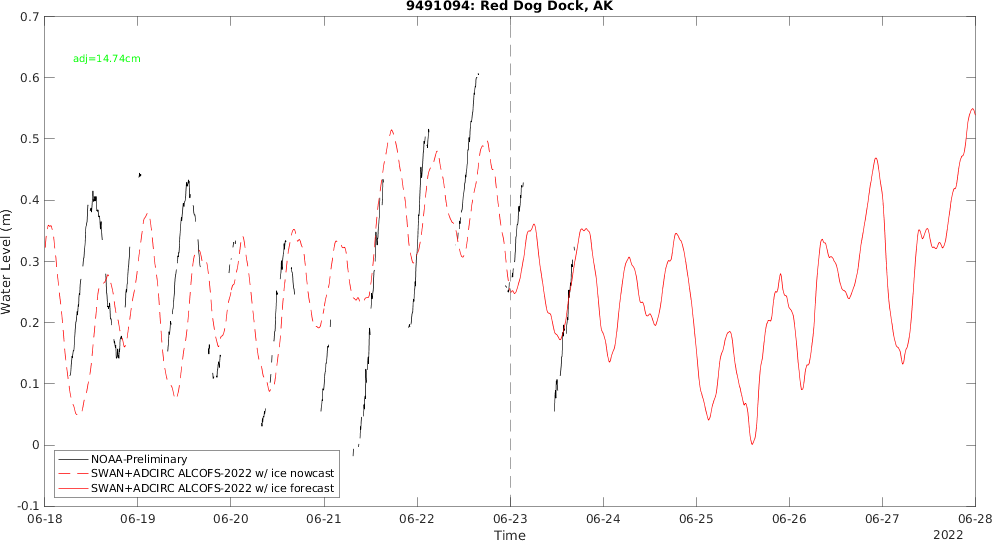 9491094: Red Dog Dock, AK
adj=14.74cm
Water Level (m)
0.7
0.6
0.5
0.4
0.3
0.2
0.1
0
-0.1
NOAA-Preliminary
SWAN+ADCIRC ALCOFS-2022 w/ ice nowcast
SWAN+ADCIRC ALCOFS-2022 w/ ice forecast
06-18 06-19 06-20 06-21 06-22 06-23 06-24 06-25 06-26 06-27 06-28
Time
2022